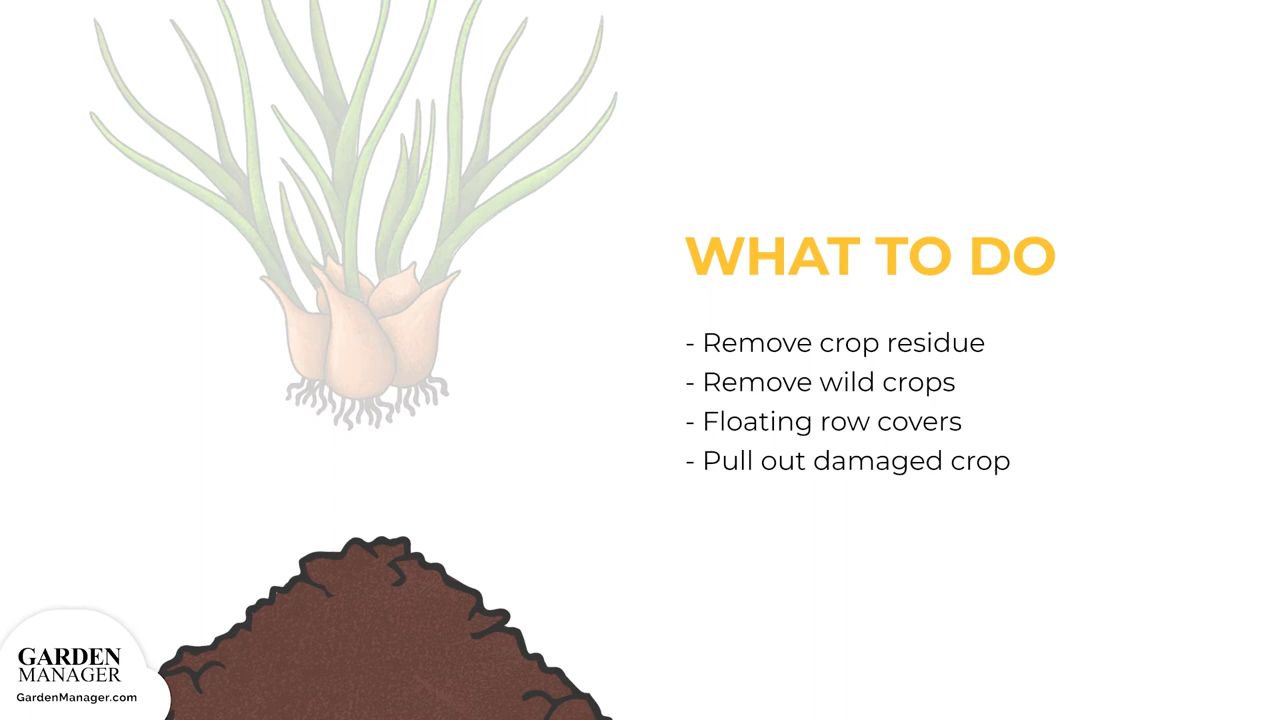 WHAT TO DO
- Remove crop residue
- Remove wild crops
- Floating row covers
- Pull out damaged crop
GARDEN
MANAGER
GardenManager.com